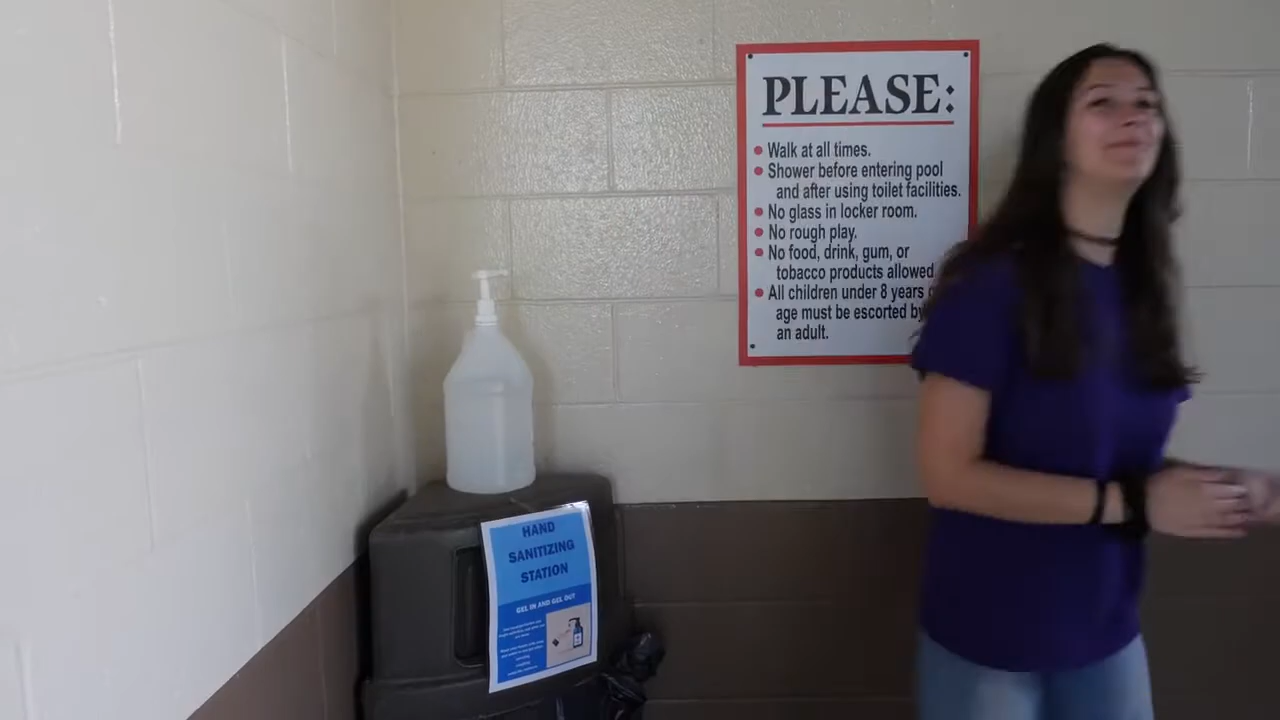 PLEASE:
Walk at all times.
Shower before entering pool
and after using toilet facilities.
No glass in locker room.
No rough play.
No food, drink, gum, or
tobacco products allowed
All children under 8 years
age must be escorted by
an adult.
HAND
SANITIZING
STATION
GEL IN AND GEL OUT